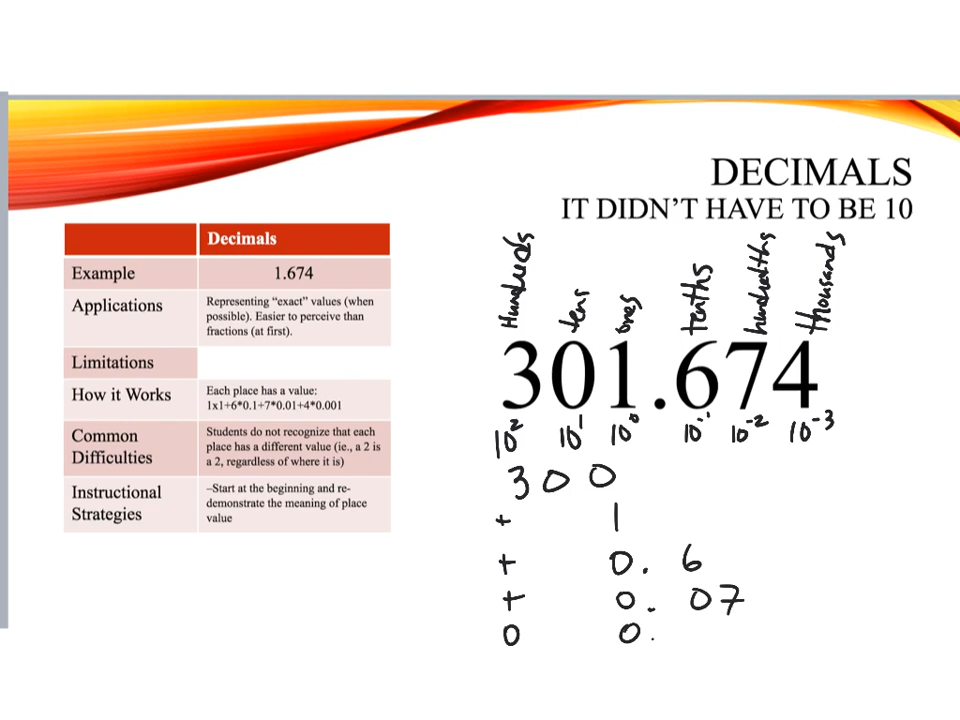 DECIMALS
IT DIDN'T HAVE TO BE 10
Decimals
Example 1.674
Applications Representing “exact” values (when
possible). Easier to perceive than
fractions (at first).
Limitations
How it Works Each place has a value:
1x1+6*0.1+7*0.01+4*0.001
Common
Difficulties
Students do not recognize that each
place has a different value (ie., a 2 is
a 2, regardless of where it is)
Instructional
Strategies
–Start at the beginning and re-
demonstrate the meaning of place
value
Hundreds tens ones tenths hundredths thousands
301.674
10² 10¹ 10⁰ 10⁻¹ 10⁻² 10⁻³
300
+ 1
+ 0.6
+ 0.07
0 0.